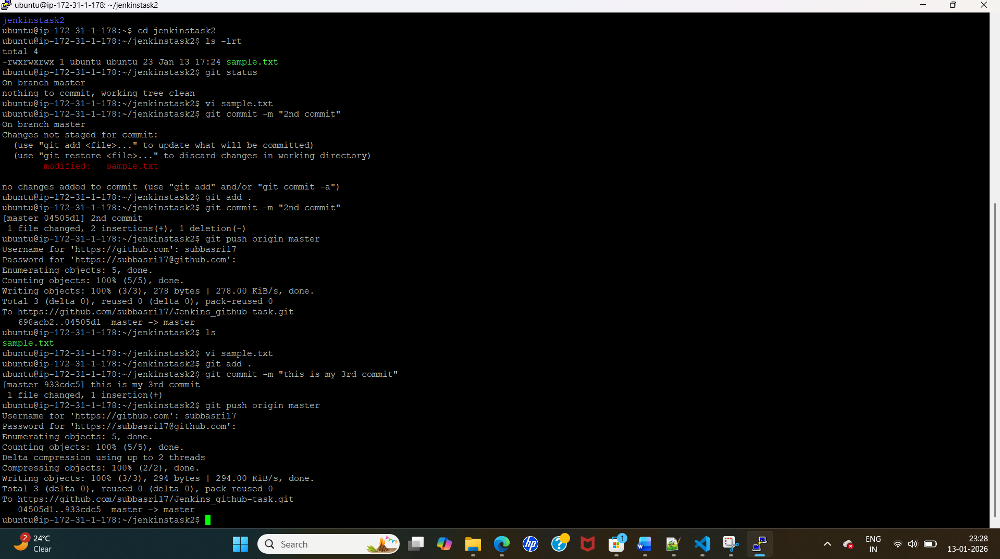 ubuntu@ip-172-31-1-178: ~/jenkinstask2
jenkinstask2
ubuntu@ip-172-31-1-178:~$ cd jenkinstask2
ubuntu@ip-172-31-1-178:~/jenkinstask2$ ls -lrt
total 4
-rwxrwxrwx 1 ubuntu ubuntu 23 Jan 13 17:24 sample.txt
ubuntu@ip-172-31-1-178:~/jenkinstask2$ git status
On branch master
nothing to commit, working tree clean
ubuntu@ip-172-31-1-178:~/jenkinstask2$ vi sample.txt
ubuntu@ip-172-31-1-178:~/jenkinstask2$ git commit -m "2nd commit"
On branch master
Changes not staged for commit:
  (use "git add <file>..." to update what will be committed)
  (use "git restore <file>..." to discard changes in working directory)
        modified:   sample.txt
no changes added to commit (use "git add" and/or "git commit -a")
ubuntu@ip-172-31-1-178:~/jenkinstask2$ git add .
ubuntu@ip-172-31-1-178:~/jenkinstask2$ git commit -m "2nd commit"
[master 04505d1] 2nd commit
 1 file changed, 2 insertions(+), 1 deletion(-)
ubuntu@ip-172-31-1-178:~/jenkinstask2$ git push origin master
Username for 'https://github.com': subbasri17
Password for 'https://subbasri17@github.com':
Enumerating objects: 5, done.
Counting objects: 100% (5/5), done.
Writing objects: 100% (3/3), 278 bytes | 278.00 KiB/s, done.
Total 3 (delta 0), reused 0 (delta 0), pack-reused 0
To https://github.com/subbasri17/Jenkins_github-task.git
   698acb2..04505d1  master -> master
ubuntu@ip-172-31-1-178:~/jenkinstask2$ ls
sample.txt
ubuntu@ip-172-31-1-178:~/jenkinstask2$ vi sample.txt
ubuntu@ip-172-31-1-178:~/jenkinstask2$ git add .
ubuntu@ip-172-31-1-178:~/jenkinstask2$ git commit -m "this is my 3rd commit"
[master 933cdc5] this is my 3rd commit
 1 file changed, 1 insertion(+)
ubuntu@ip-172-31-1-178:~/jenkinstask2$ git push origin master
Username for 'https://github.com': subbasri17
Password for 'https://subbasri17@github.com':
Enumerating objects: 5, done.
Counting objects: 100% (5/5), done.
Delta compression using up to 2 threads
Compressing objects: 100% (2/2), done.
Writing objects: 100% (3/3), 294 bytes | 294.00 KiB/s, done.
Total 3 (delta 0), reused 0 (delta 0), pack-reused 0
To https://github.com/subbasri17/Jenkins_github-task.git
   04505d1..933cdc5  master -> master
ubuntu@ip-172-31-1-178:~/jenkinstask2$
2
24°C
Clear
Search
hp
?
1
W
ENG
IN
23:28
13-01-2026